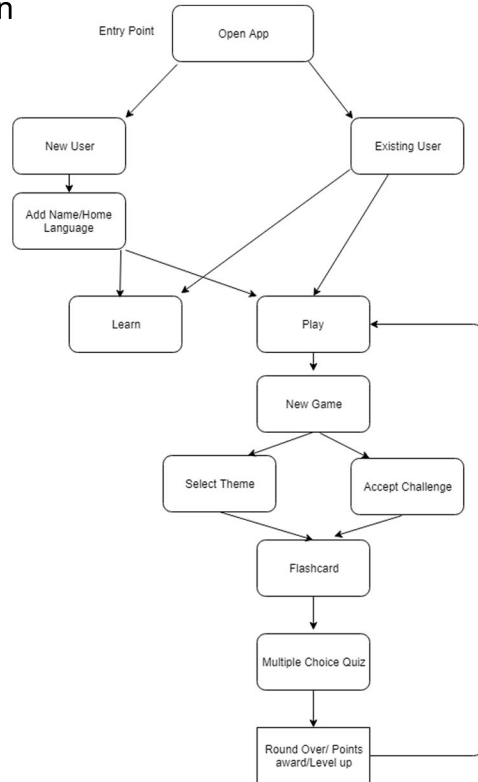 n
Entry Point
Open App
New User
Existing User
Add Name/Home
Language
Learn
Play
New Game
Select Theme
Accept Challenge
Flashcard
Multiple Choice Quiz
Round Over/ Points
award/Level up